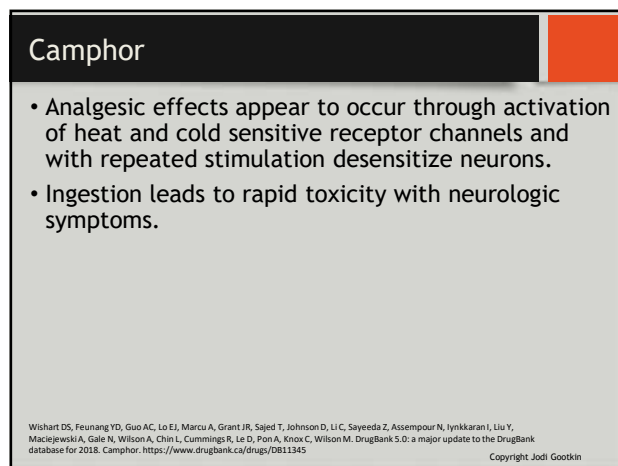 Camphor
• Analgesic effects appear to occur through activation
of heat and cold sensitive receptor channels and
with repeated stimulation desensitize neurons.
• Ingestion leads to rapid toxicity with neurologic
symptoms.
Wishart DS, Feunang YD, Guo AC, Lo EJ, Marcu A, Grant JR, Sajed T, Johnson D, Li C, Sayeeda Z, Assempour N, Iynkkaran I, Liu Y,
Maciejewski A, Gale N, Wilson A, Chin L, Cummings R, Le D, Pon A, Knox C, Wilson M. DrugBank 5.0: a major update to the DrugBank
database for 2018. Camphor. https://www.drugbank.ca/drugs/DB11345
Copyright Jodi Gootkin